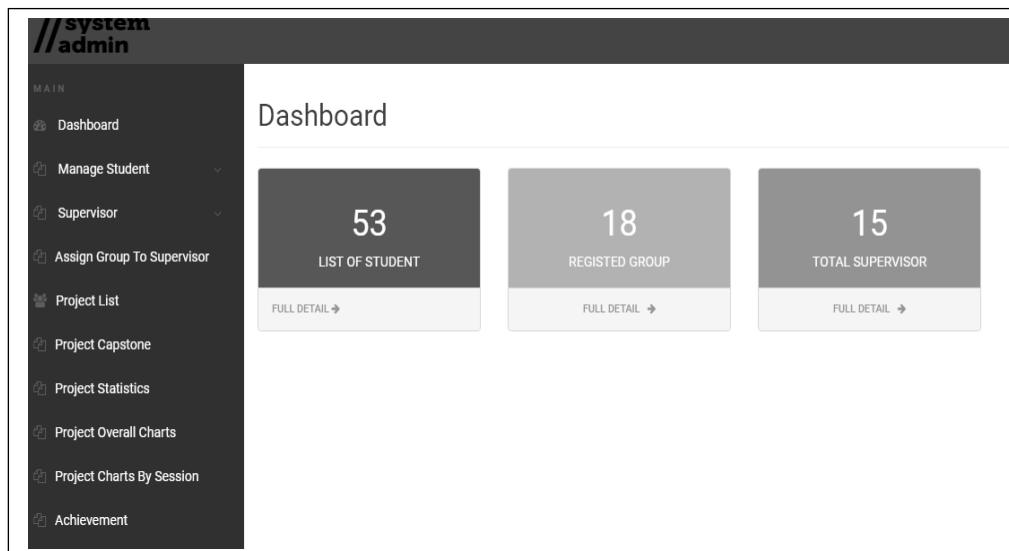 //system
admin
MAIN
Dashboard
Manage Student
Supervisor
Assign Group To Supervisor
Project List
Project Capstone
Project Statistics
Project Overall Charts
Project Charts By Session
Achievement
Dashboard
53
LIST OF STUDENT
FULL DETAIL
18
REGISTED GROUP
FULL DETAIL
15
TOTAL SUPERVISOR
FULL DETAIL